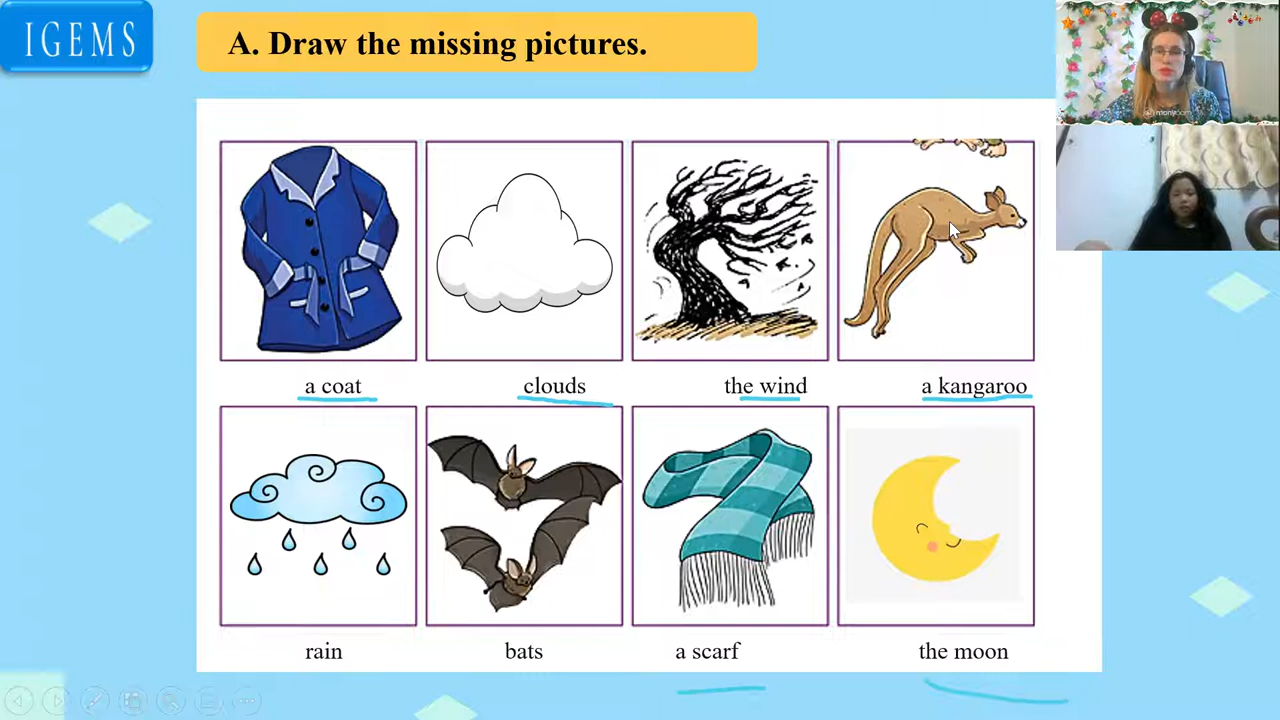 IGEMS
A. Draw the missing pictures.
a coat
clouds
the wind
a kangaroo
rain
bats
a scarf
the moon